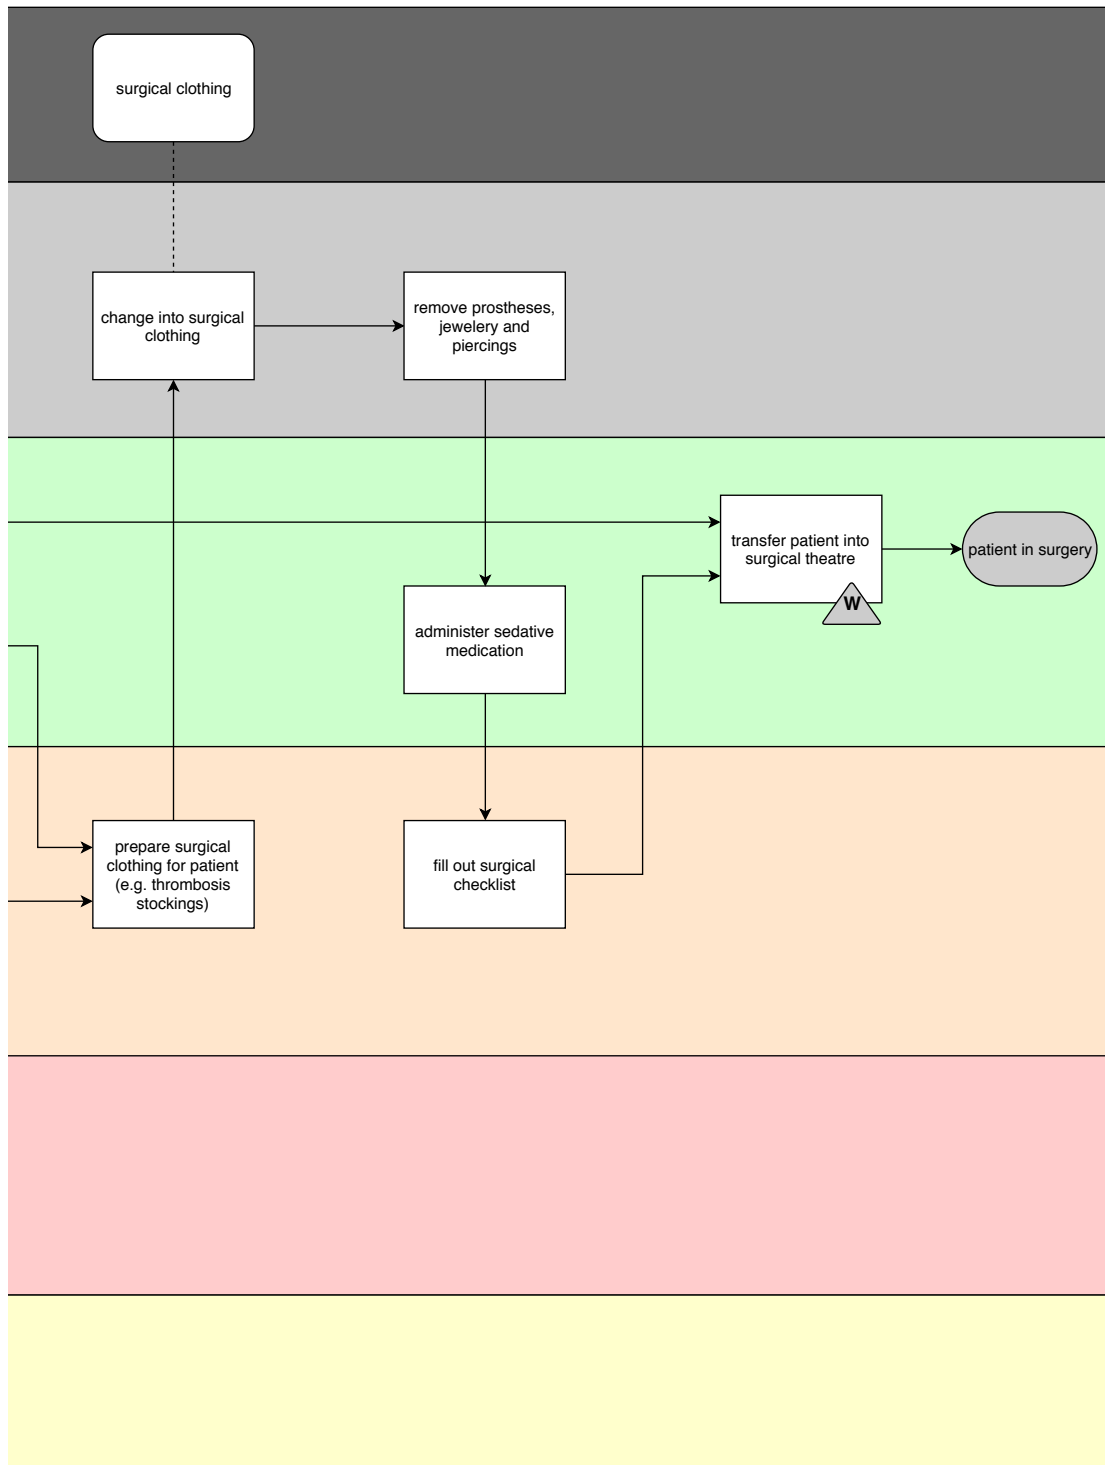 surgical clothing
change into surgical
clothing
remove prostheses,
jewelery and
piercings
transfer patient into
surgical theatre
W
patient in surgery
administer sedative
medication
prepare surgical
clothing for patient
(e.g. thrombosis
stockings)
fill out surgical
checklist